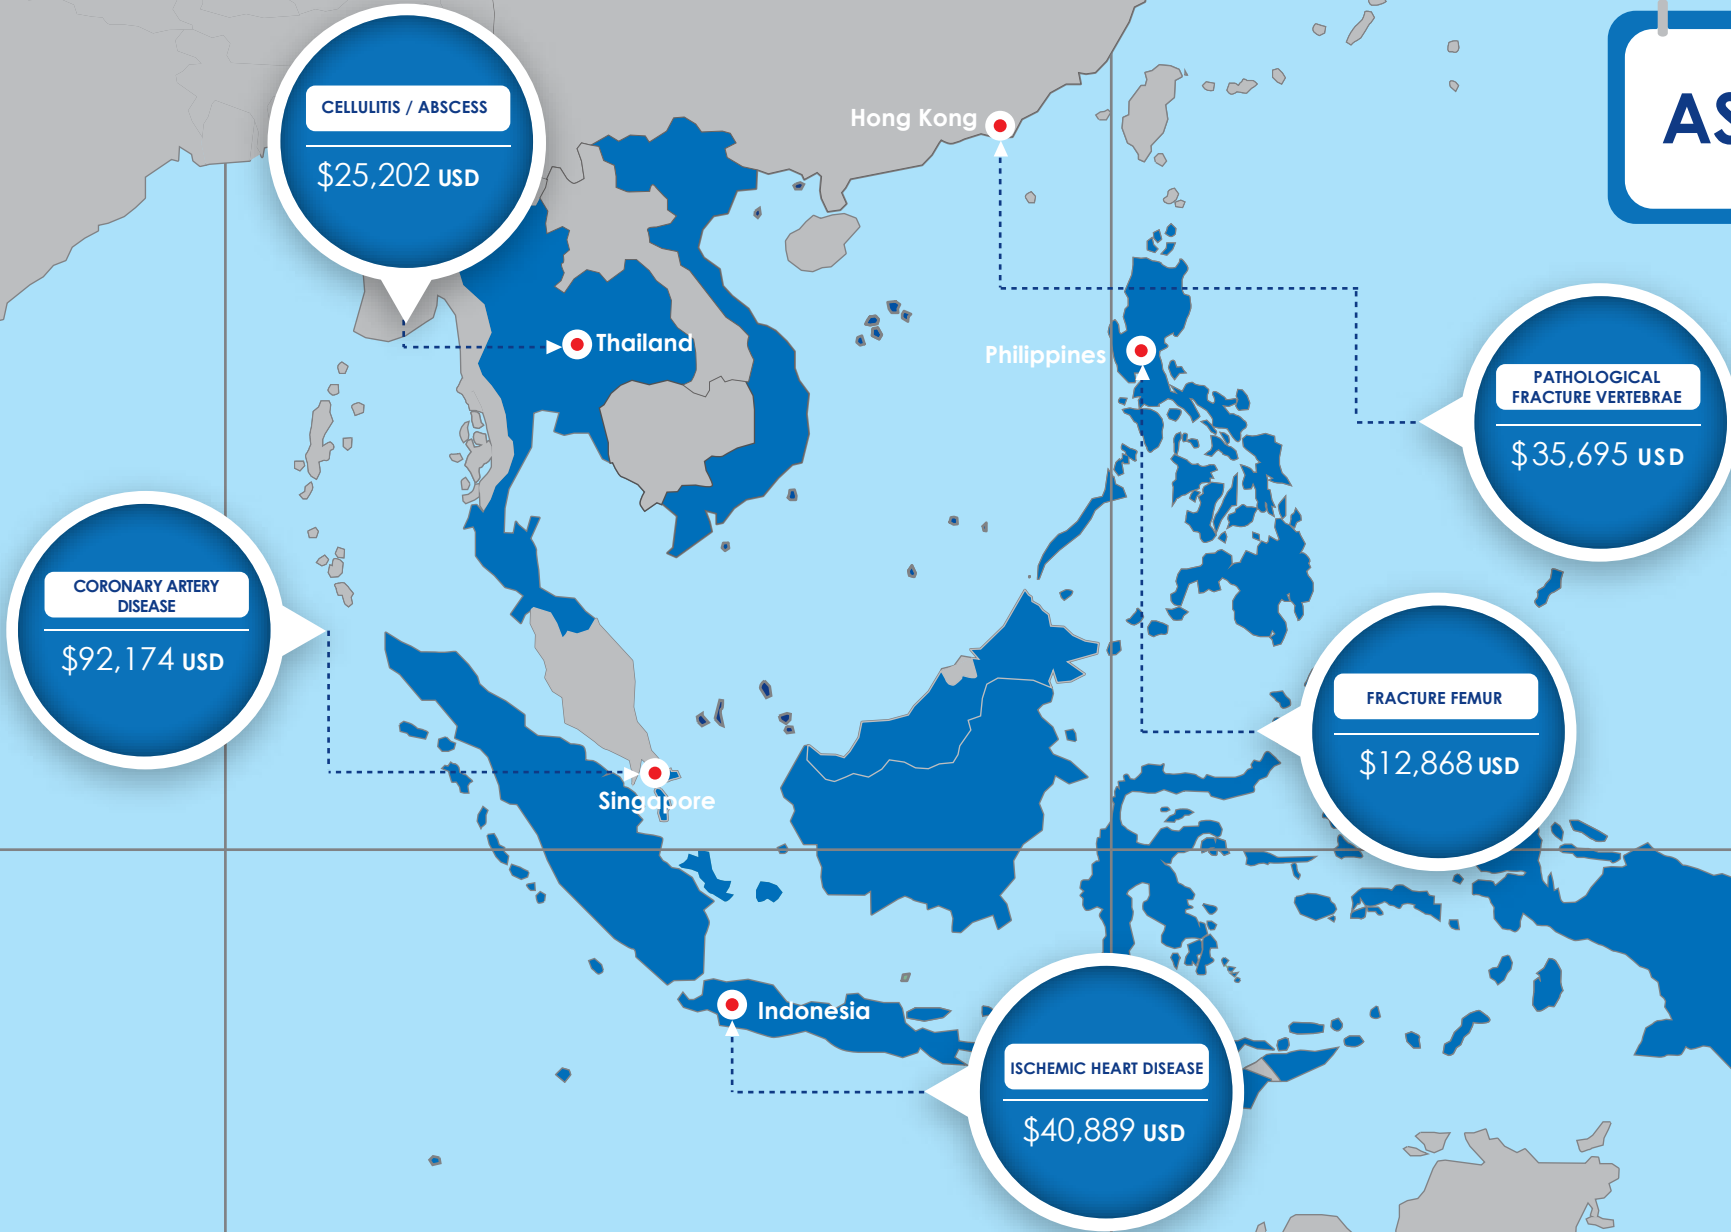 CELLULITIS / ABSCESS
$25,202 USD
Hong Kong
AS
Thailand
Philippines
PATHOLOGICAL
FRACTURE VERTEBRAE
$35,695 USD
CORONARY ARTERY
DISEASE
$92,174 USD
FRACTURE FEMUR
$12,868 USD
Singapore
Indonesia
ISCHEMIC HEART DISEASE
$40,889 USD